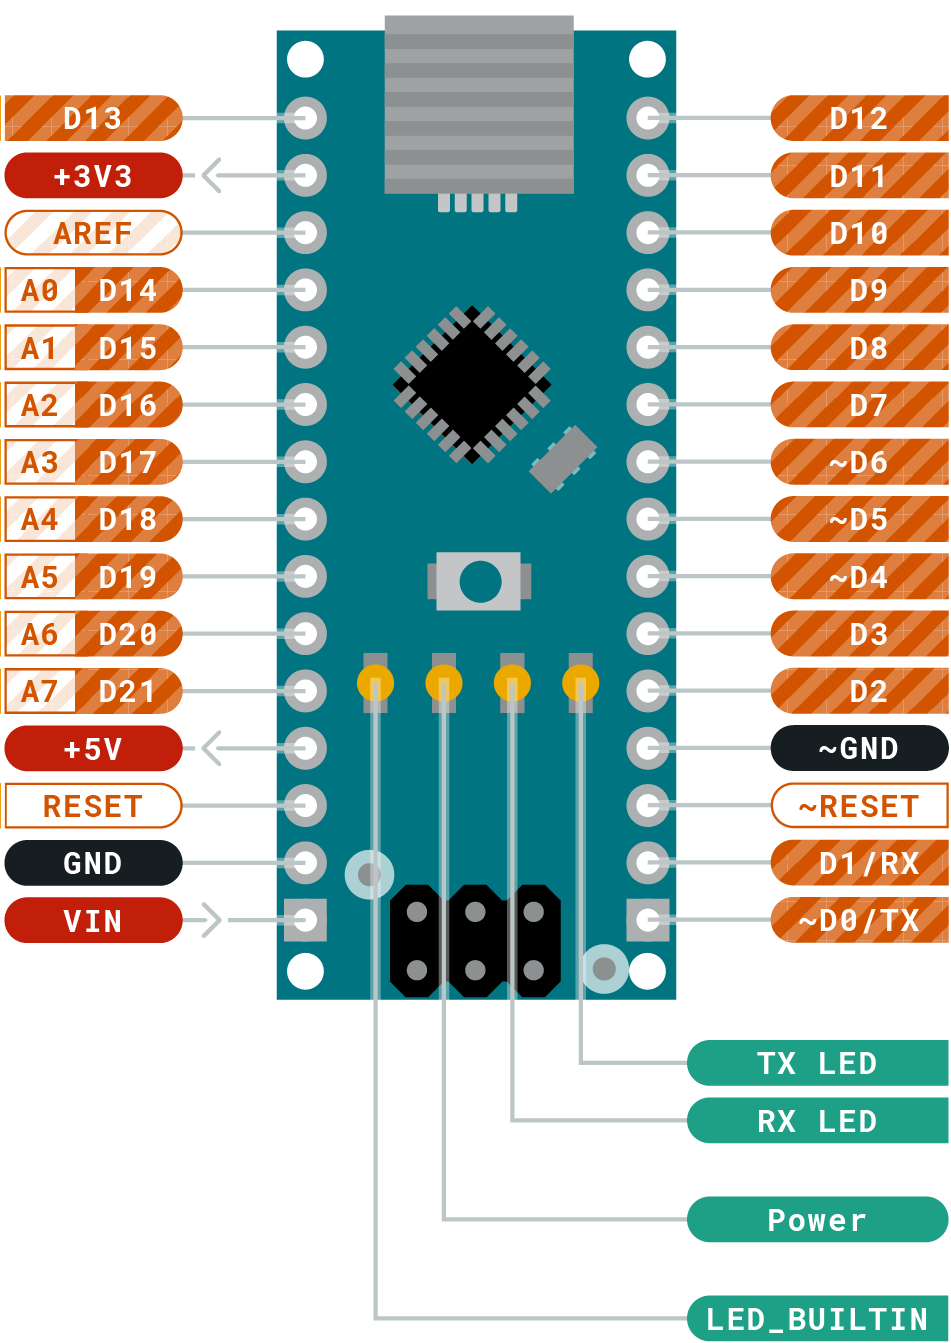 D13
+3V3
AREF
A0 D14
A1 D15
A2 D16
A3 D17
A4 D18
A5 D19
A6 D20
A7 D21
+5V
RESET
GND
VIN
D12
D11
D10
D9
D8
D7
~D6
~D5
~D4
D3
D2
~GND
~RESET
D1/RX
~D0/TX
TX LED
RX LED
Power
LED_BUILTIN